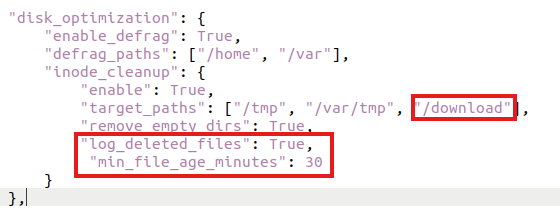 "disk_optimization": {
"enable_defrag": True,
"defrag_paths": ["/home", "/var"],
"inode_cleanup": {
"enable": True,
"target_paths": ["/tmp", "/var/tmp", "/download"],
"remove_empty_dirs": True,
"log_deleted_files": True,
"min_file_age_minutes": 30
}
},